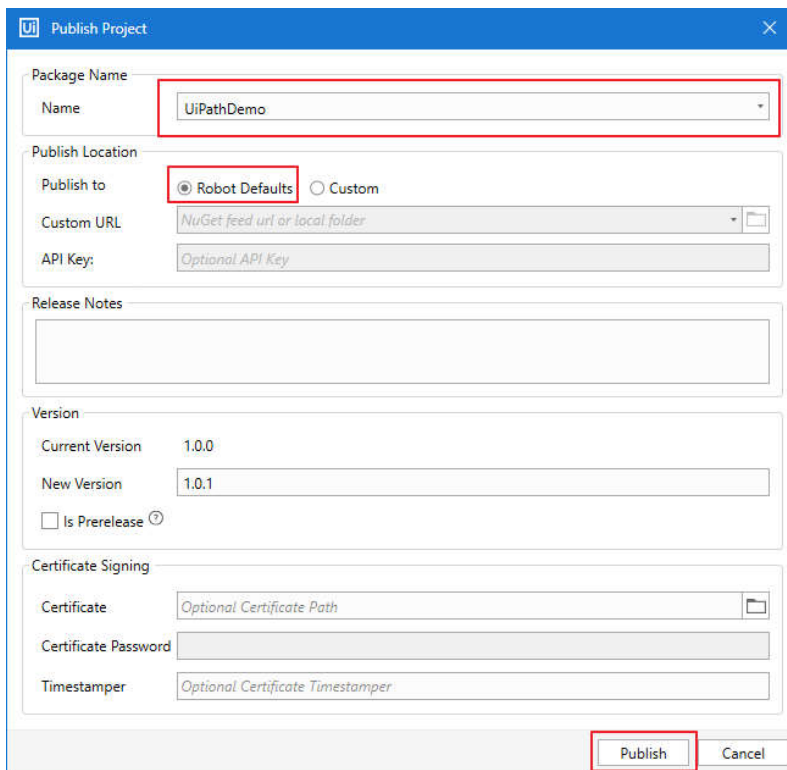 Ui Publish Project
Package Name
Name UiPathDemo
Publish Location
Publish to Robot Defaults Custom
Custom URL NuGet feed url or local folder
API Key: Optional API Key
Release Notes
Version
Current Version 1.0.0
New Version 1.0.1
Is Prerelease ?
Certificate Signing
Certificate Optional Certificate Path
Certificate Password
Timestamper Optional Certificate Timestamper
Publish Cancel